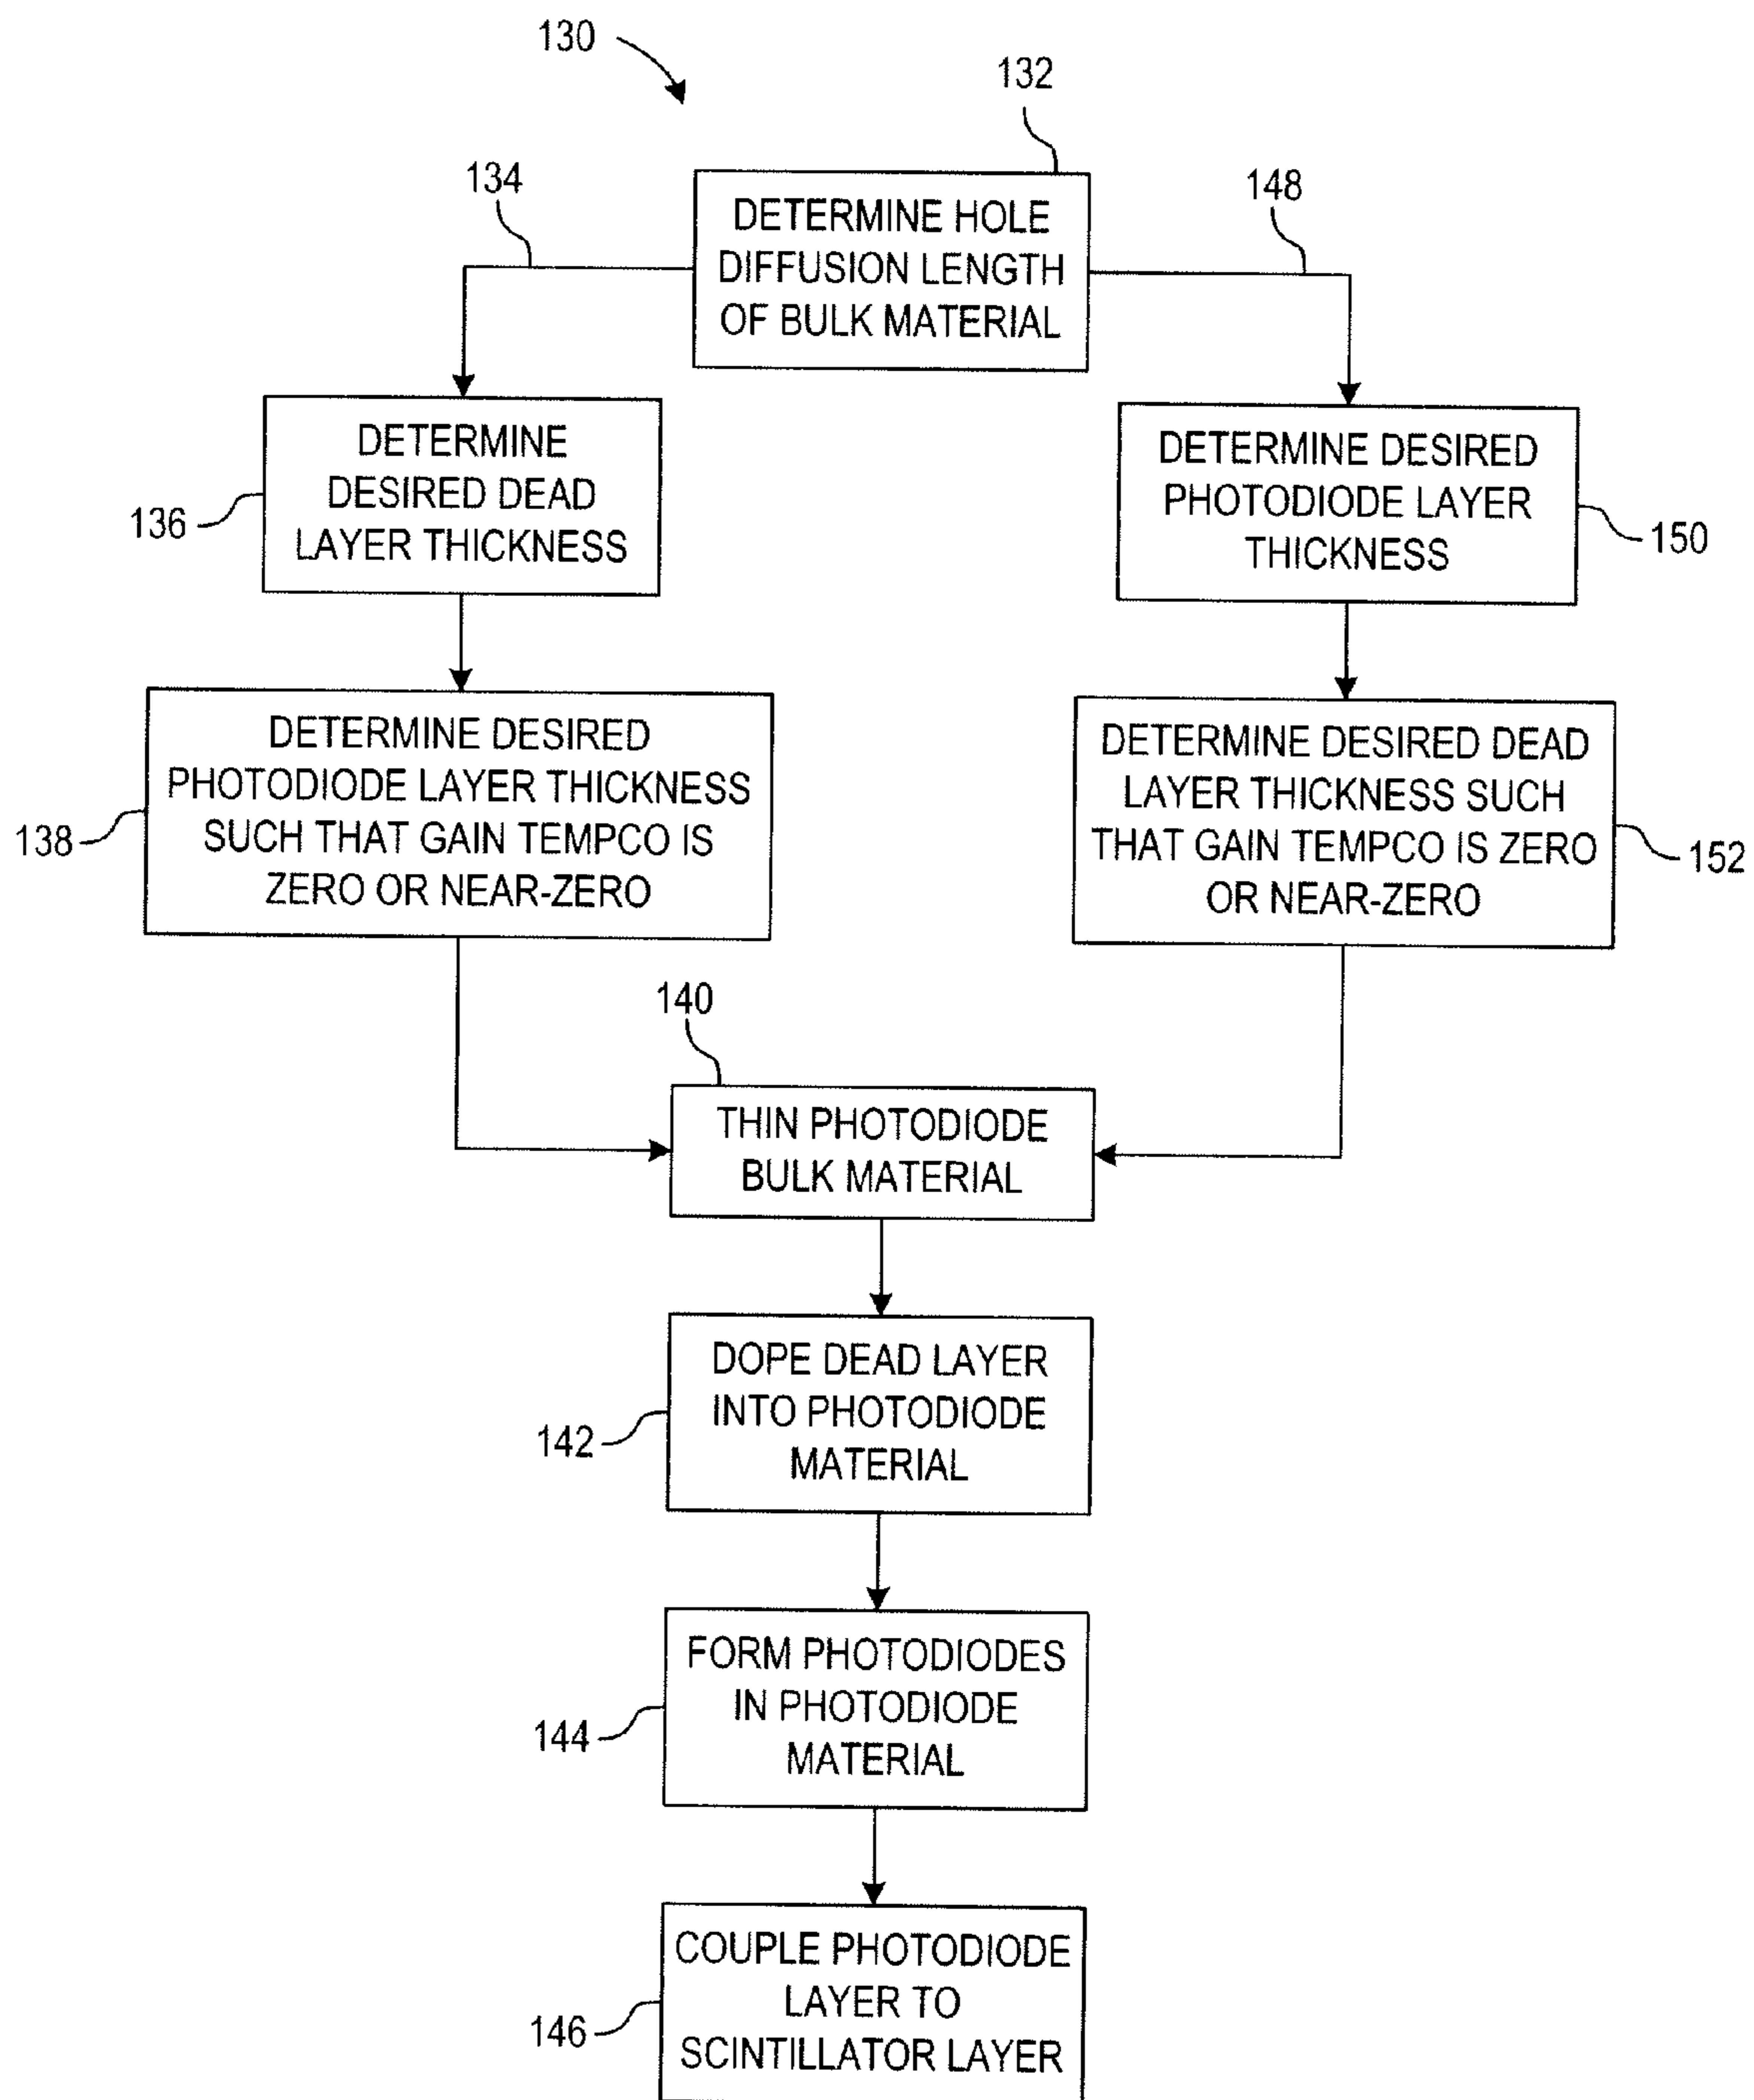 130
132
134
148
DETERMINE HOLE
DIFFUSION LENGTH
OF BULK MATERIAL
DETERMINE
DESIRED DEAD
LAYER THICKNESS
136
DETERMINE DESIRED
PHOTODIODE LAYER
THICKNESS
150
DETERMINE DESIRED
PHOTODIODE LAYER THICKNESS
SUCH THAT GAIN TEMPCO IS
ZERO OR NEAR-ZERO
138
DETERMINE DESIRED DEAD
LAYER THICKNESS SUCH
THAT GAIN TEMPCO IS ZERO
OR NEAR-ZERO
152
140
THIN PHOTODIODE
BULK MATERIAL
DOPE DEAD LAYER
INTO PHOTODIODE
MATERIAL
142
FORM PHOTODIODES
IN PHOTODIODE
MATERIAL
144
COUPLE PHOTODIODE
LAYER TO
SCINTILLATOR LAYER
146